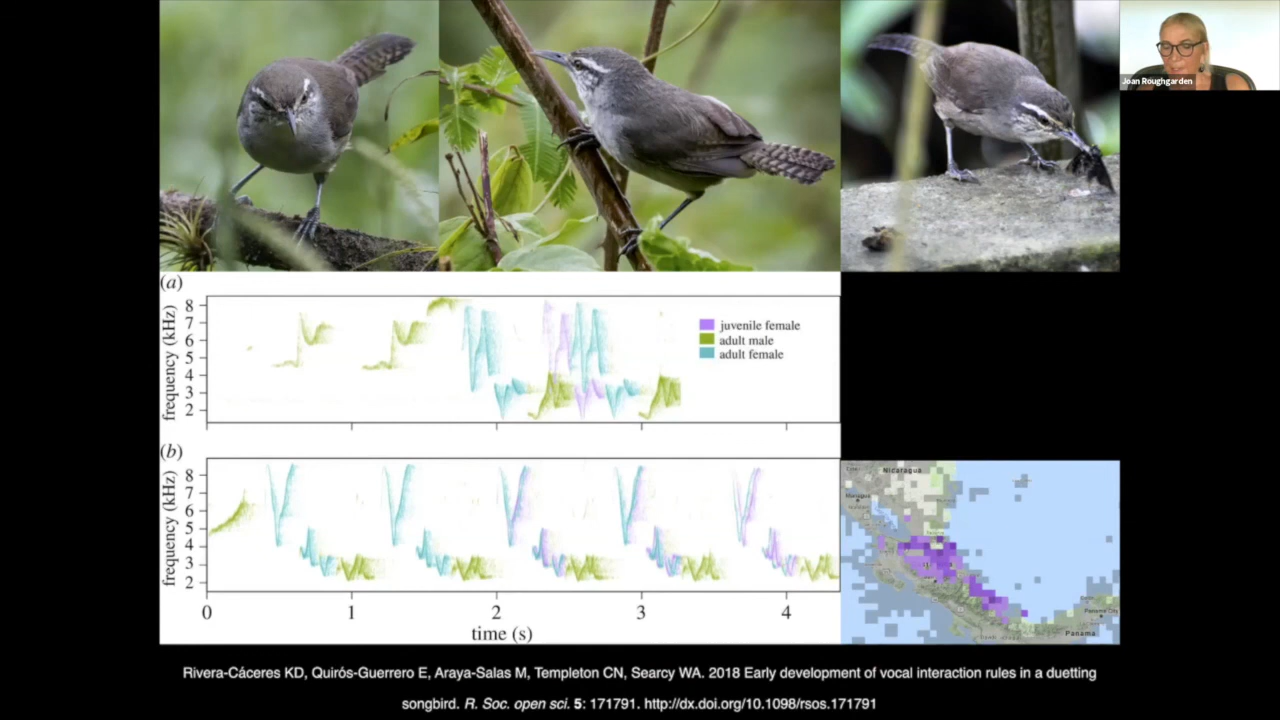 Joan Roughgarden
(a)
frequency (kHz)
8
7
6
5
4
3
2
juvenile female
adult male
adult female
(b)
frequency (kHz)
8
7
6
5
4
3
2
0 1 2 3 4
time (s)
Nicaragua
Managua
Panama City
Panama
Rivera-Cáceres KD, Quirós-Guerrero E, Araya-Salas M, Templeton CN, Searcy WA. 2018 Early development of vocal interaction rules in a duetting
songbird. R. Soc. open sci. 5: 171791. http://dx.doi.org/10.1098/rsos.171791